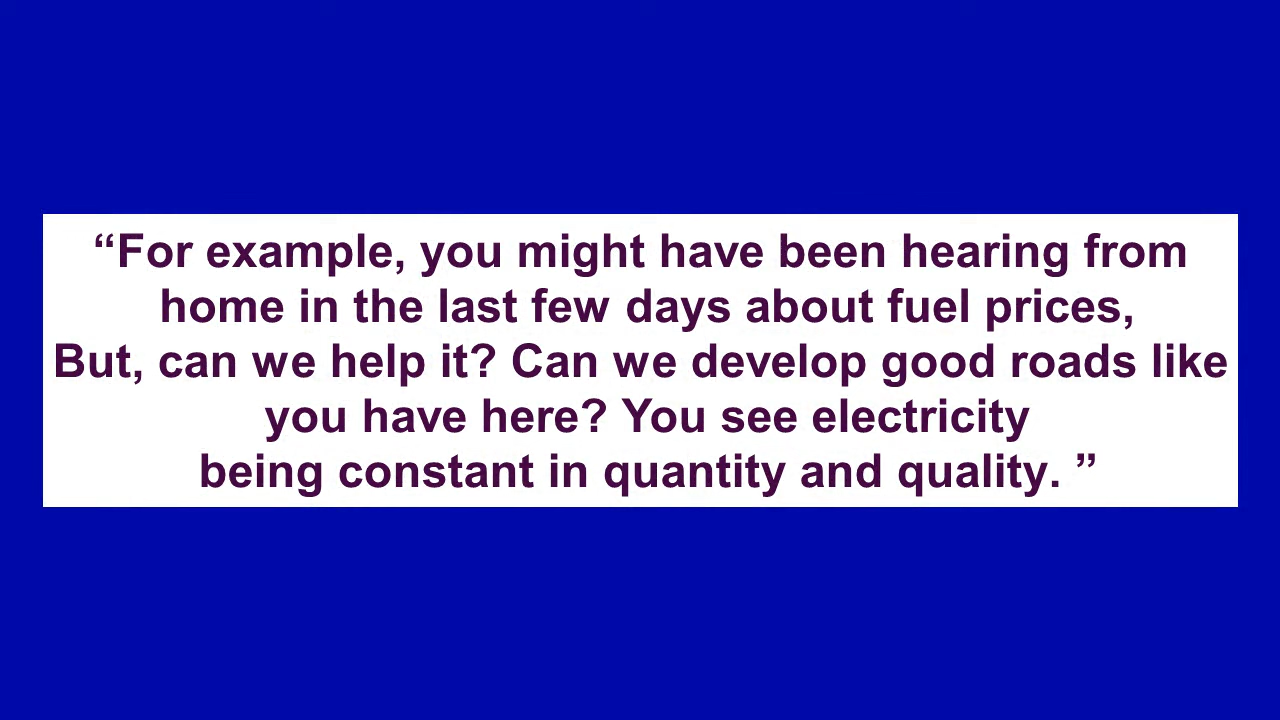 “For example, you might have been hearing from
home in the last few days about fuel prices,
But, can we help it? Can we develop good roads like
you have here? You see electricity
being constant in quantity and quality. ”